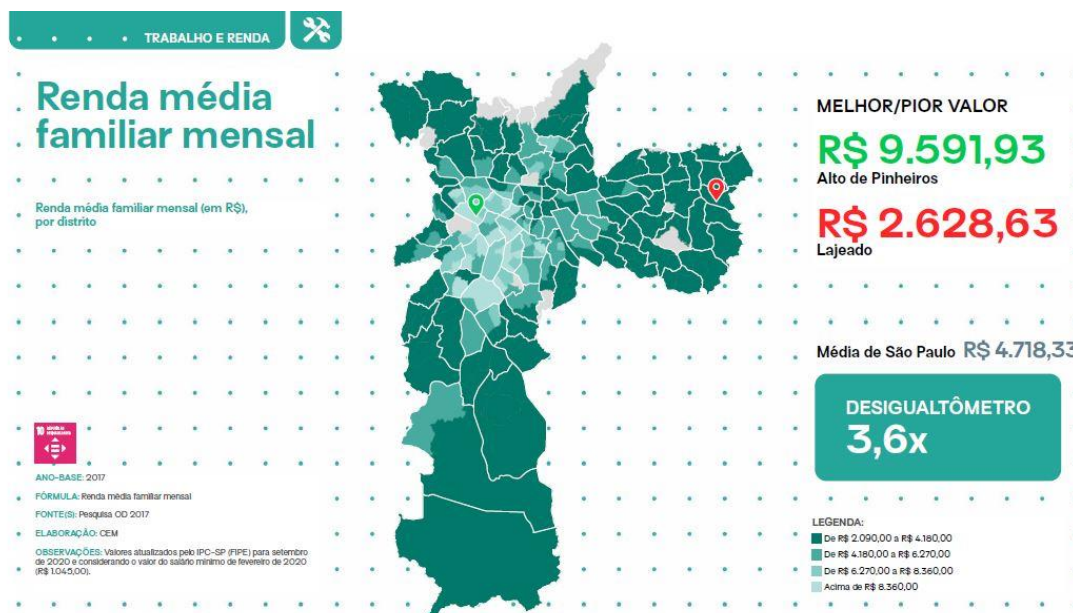 TRABALHO E RENDA
Renda média
familiar mensal
Renda média familiar mensal (em R$),
por distrito
MELHOR/PIOR VALOR
R$ 9.591,93
Alto de Pinheiros
R$ 2.628,63
Lajeado
Média de São Paulo R$ 4.718,33
DESIGUALTÔMETRO
3,6x
10
ANO-BASE: 2017
FÓRMULA: Renda média familiar mensal
FONTE(S): Pesquisa OD 2017
ELABORAÇÃO: CEM
OBSERVAÇÕES: Valores atualizados pelo IPC-SP (FIPE) para setembro
de 2020 e considerando o valor do salário mínimo de fevereiro de 2020
(R$ 1.045,00).
LEGENDA:
De R$ 2.090,00 a R$ 4.180,00
De R$ 4.180,00 a R$ 6.270,00
De R$ 6.270,00 a R$ 8.360,00
Acima de R$ 8.360,00